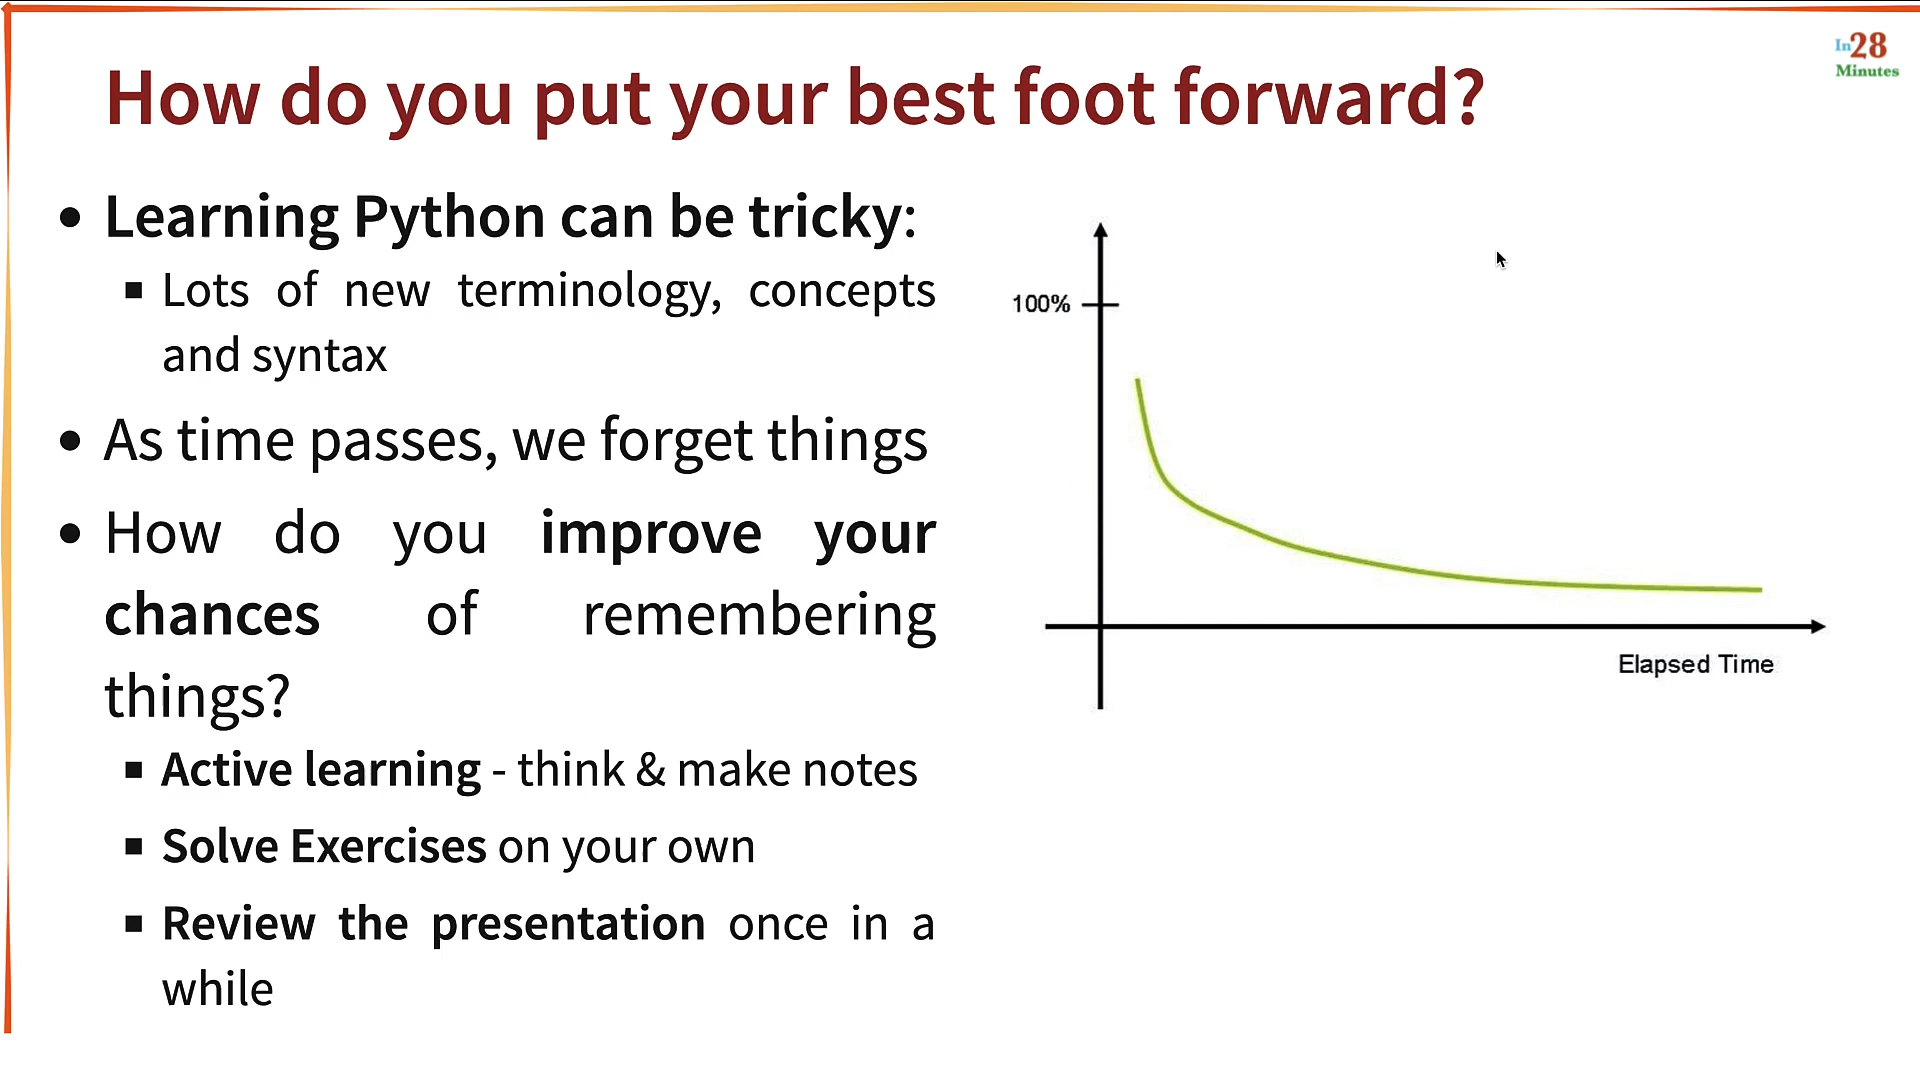 How do you put your best foot forward?
In28
Minutes
• Learning Python can be tricky:
▪ Lots of new terminology, concepts
and syntax
• As time passes, we forget things
• How do you improve your
chances of remembering
things?
▪ Active learning - think & make notes
▪ Solve Exercises on your own
▪ Review the presentation once in a
while
100%
Elapsed Time